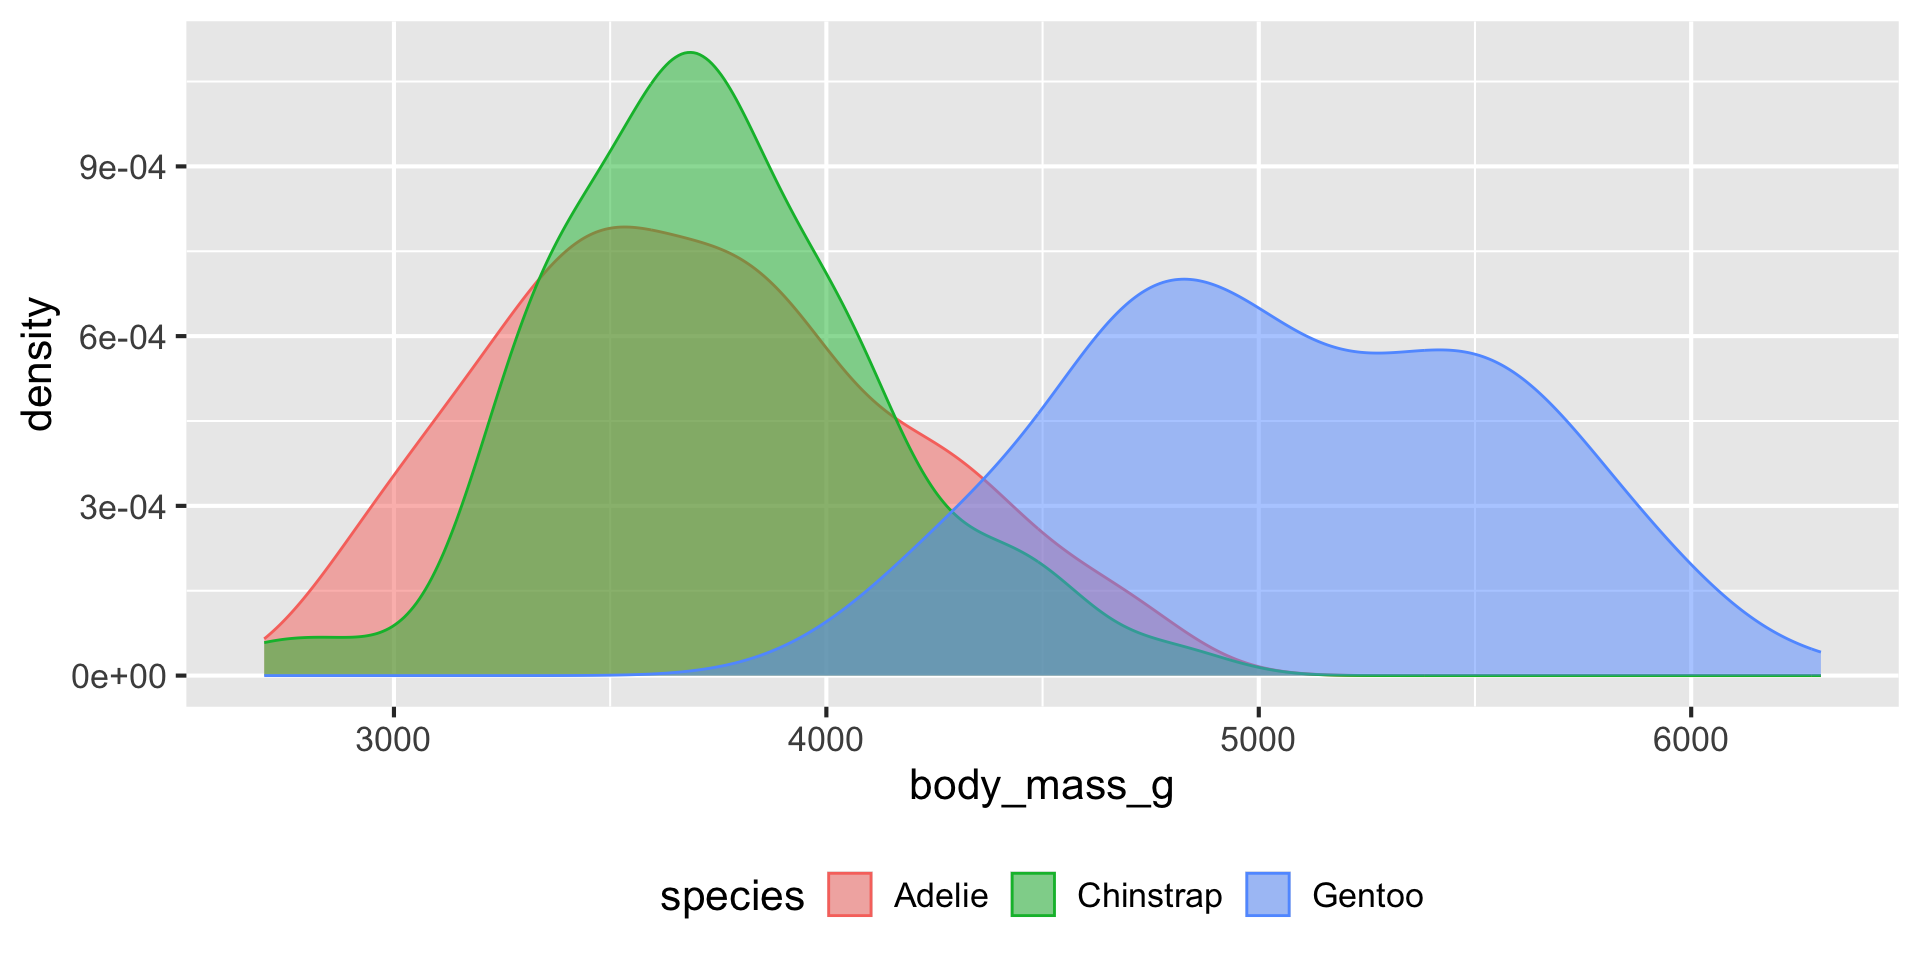 density
9e-04
6e-04
3e-04
0e+00
3000 4000 5000 6000
body_mass_g
species Adelie Chinstrap Gentoo